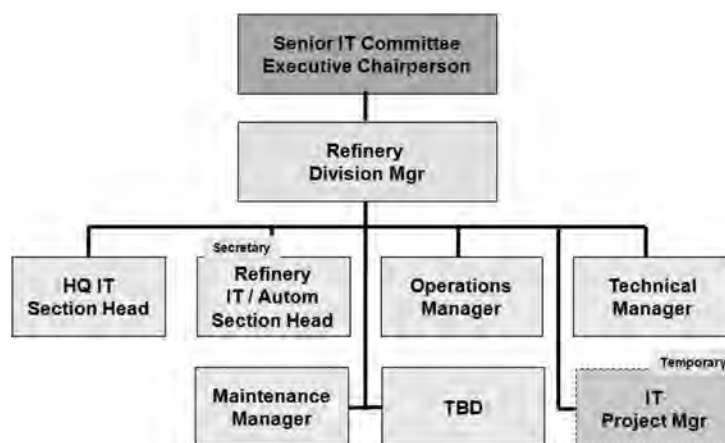 Senior IT Committee
Executive Chairperson
Refinery
Division Mgr
HQ IT
Section Head
Secretary
Refinery
IT / Autom
Section Head
Operations
Manager
Technical
Manager
Maintenance
Manager
TBD
Temporary
IT
Project Mgr